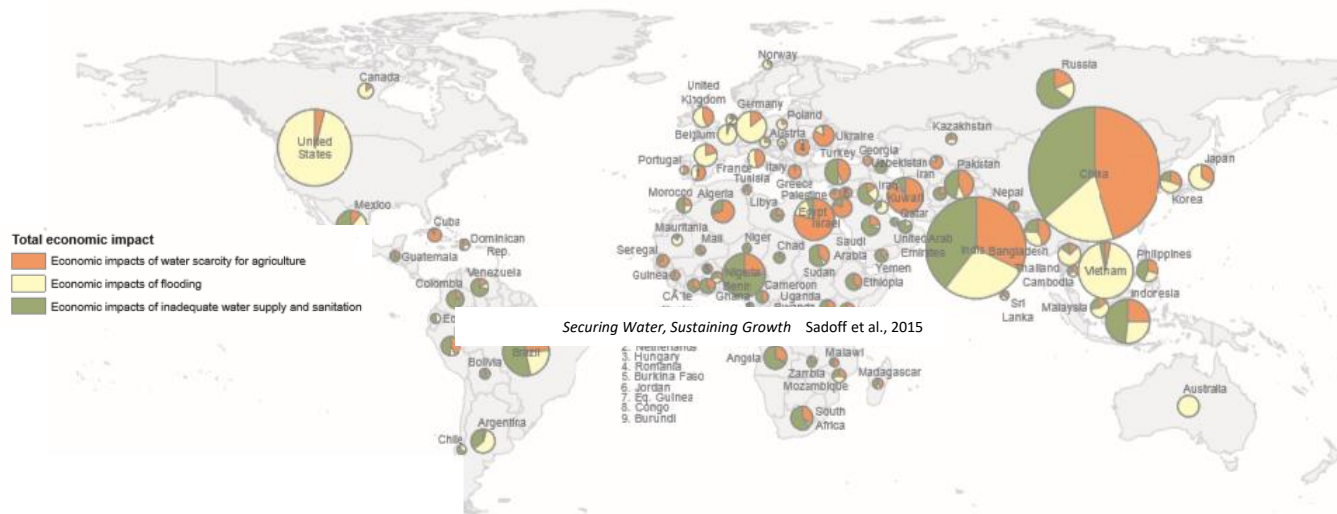 Norway
Russia
Canada
United
Kingdom
Germany
Poland
Belgium
Austria
Ukraine
Kazakhstan
United
States
Portugal
France
Italy
Turkey
Georgia
Uzbekistan
Iran
Pakistan
Nepal
China
Japan
Korea
Tunisia
Greece
Palestine
Iraq
Kuwait
Morocco
Algeria
Libya
Egypt
Israel
Qatar
Mexico
Cuba
Dominican
Rep.
Mauritania
Mali
Niger
Chad
Saudi
Arabia
United Arab
Emirates
India
Bangladesh
Philippines
Total economic impact
Economic impacts of water scarcity for agriculture
Economic impacts of flooding
Economic impacts of inadequate water supply and sanitation
Guatemala
Venezuela
Colombia
Senegal
Guinea
Nigeria
Benin
Ghana
Cameroon
Sudan
Uganda
Yemen
Ethiopia
Thailand
Cambodia
Vietnam
Sri
Lanka
Malaysia
Indonesia
Securing Water, Sustaining Growth Sadoff et al., 2015
Brazil
Bolivia
2. Netherlands
3. Hungary
4. Romania
5. Burkina Faso
6. Jordan
7. Eq. Guinea
8. Congo
9. Burundi
Angola
Malawi
Zambia
Mozambique
Madagascar
Australia
Chile
Argentina
South
Africa